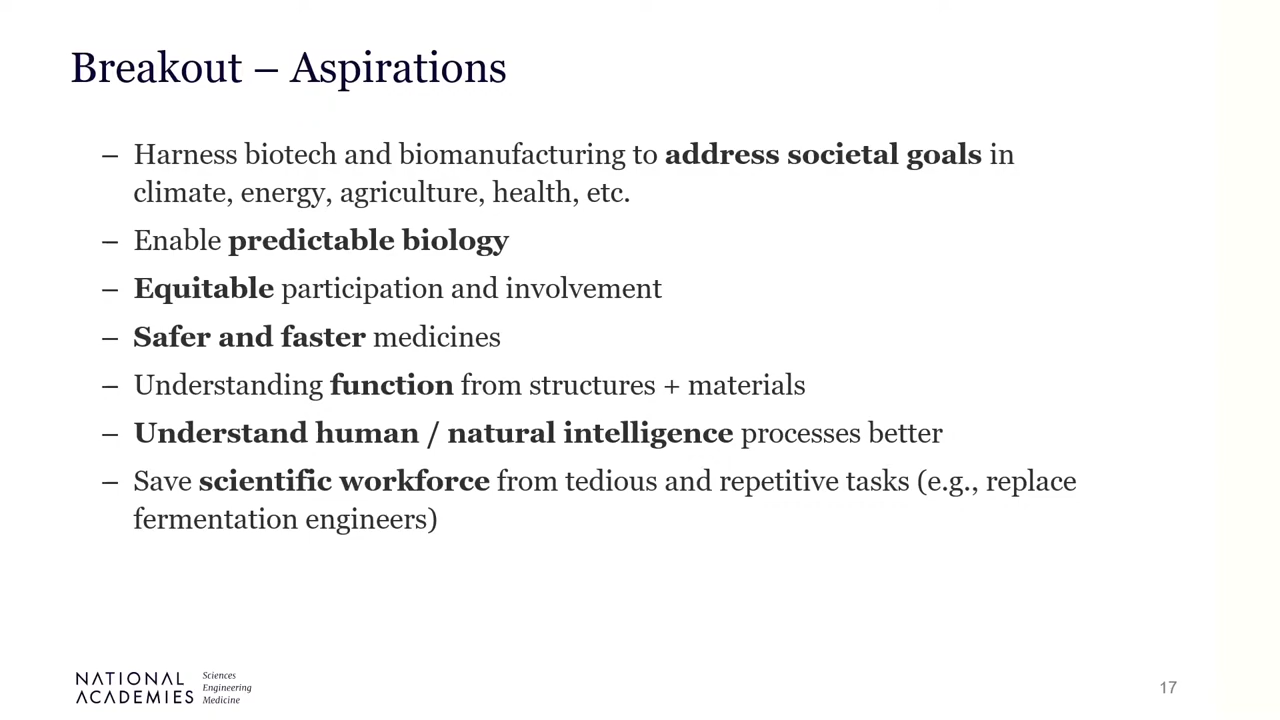 Breakout – Aspirations
– Harness biotech and biomanufacturing to address societal goals in
climate, energy, agriculture, health, etc.
– Enable predictable biology
– Equitable participation and involvement
– Safer and faster medicines
– Understanding function from structures + materials
– Understand human / natural intelligence processes better
– Save scientific workforce from tedious and repetitive tasks (e.g., replace
fermentation engineers)
NATIONAL
ACADEMIES
Sciences
Engineering
Medicine
17